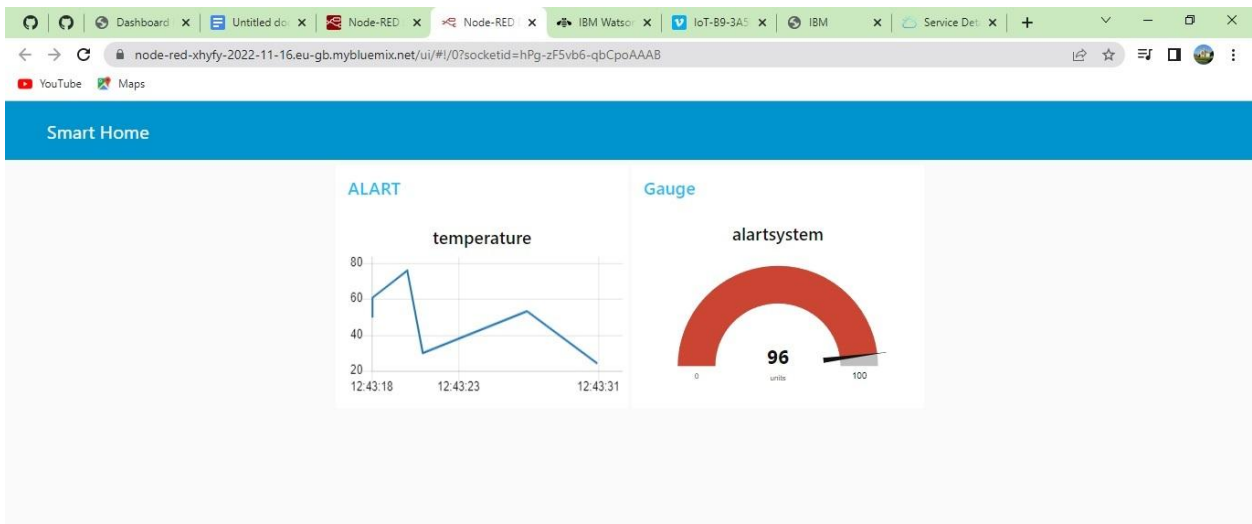 Dashboard
Untitled do
Node-RED
Node-RED
IBM Watson
IoT-B9-3A5
IBM
Service Det
node-red-xhyfy-2022-11-16.eu-gb.mybluemix.net/ui/#!/0?socketid=hPg-zF5vb6-qbCpoAAAB
YouTube
Maps
Smart Home
ALART
temperature
80
60
40
20
12:43:18
12:43:23
12:43:31
Gauge
alartsystem
96
units
0
100